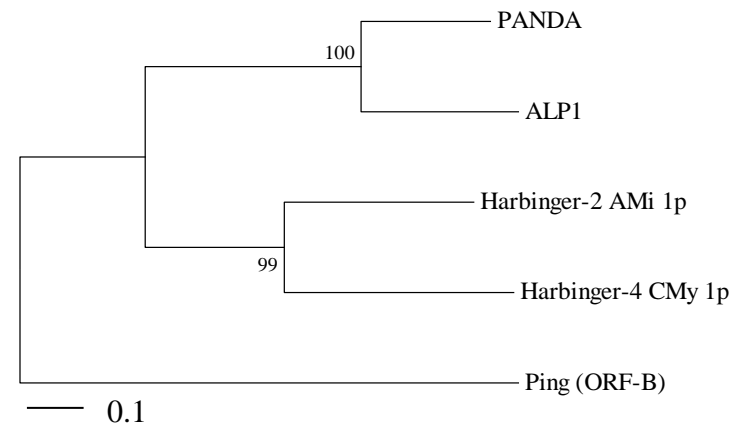 PANDA
100
ALP1
Harbinger-2 AMi 1p
99
Harbinger-4 CMy 1p
Ping (ORF-B)
0.1